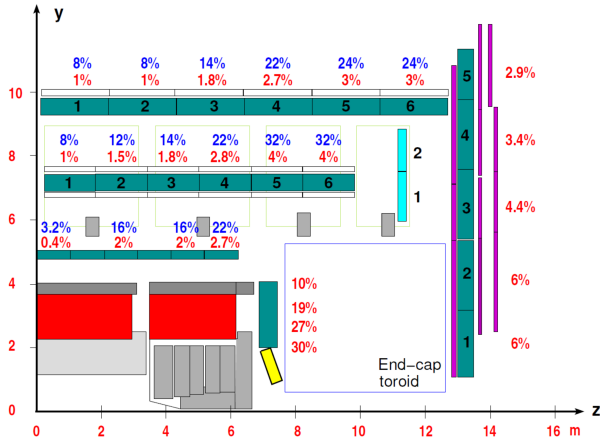 y
8% 8% 14% 22% 24% 24%
1% 1% 1.8% 2.7% 3% 3%
2.9%
10
1 2 3 4 5 6
5
8% 12% 14% 22% 32% 32%
1% 1.5% 1.8% 2.8% 4% 4%
8
2
4
3.4%
1 2 3 4 5 6
1
3
4.4%
6
3.2% 16% 16% 22%
0.4% 2% 2% 2.7%
2
6%
4
10%
19%
27%
30%
1
6%
2
End-cap
toroid
0
z
0 2 4 6 8 10 12 14 16 m